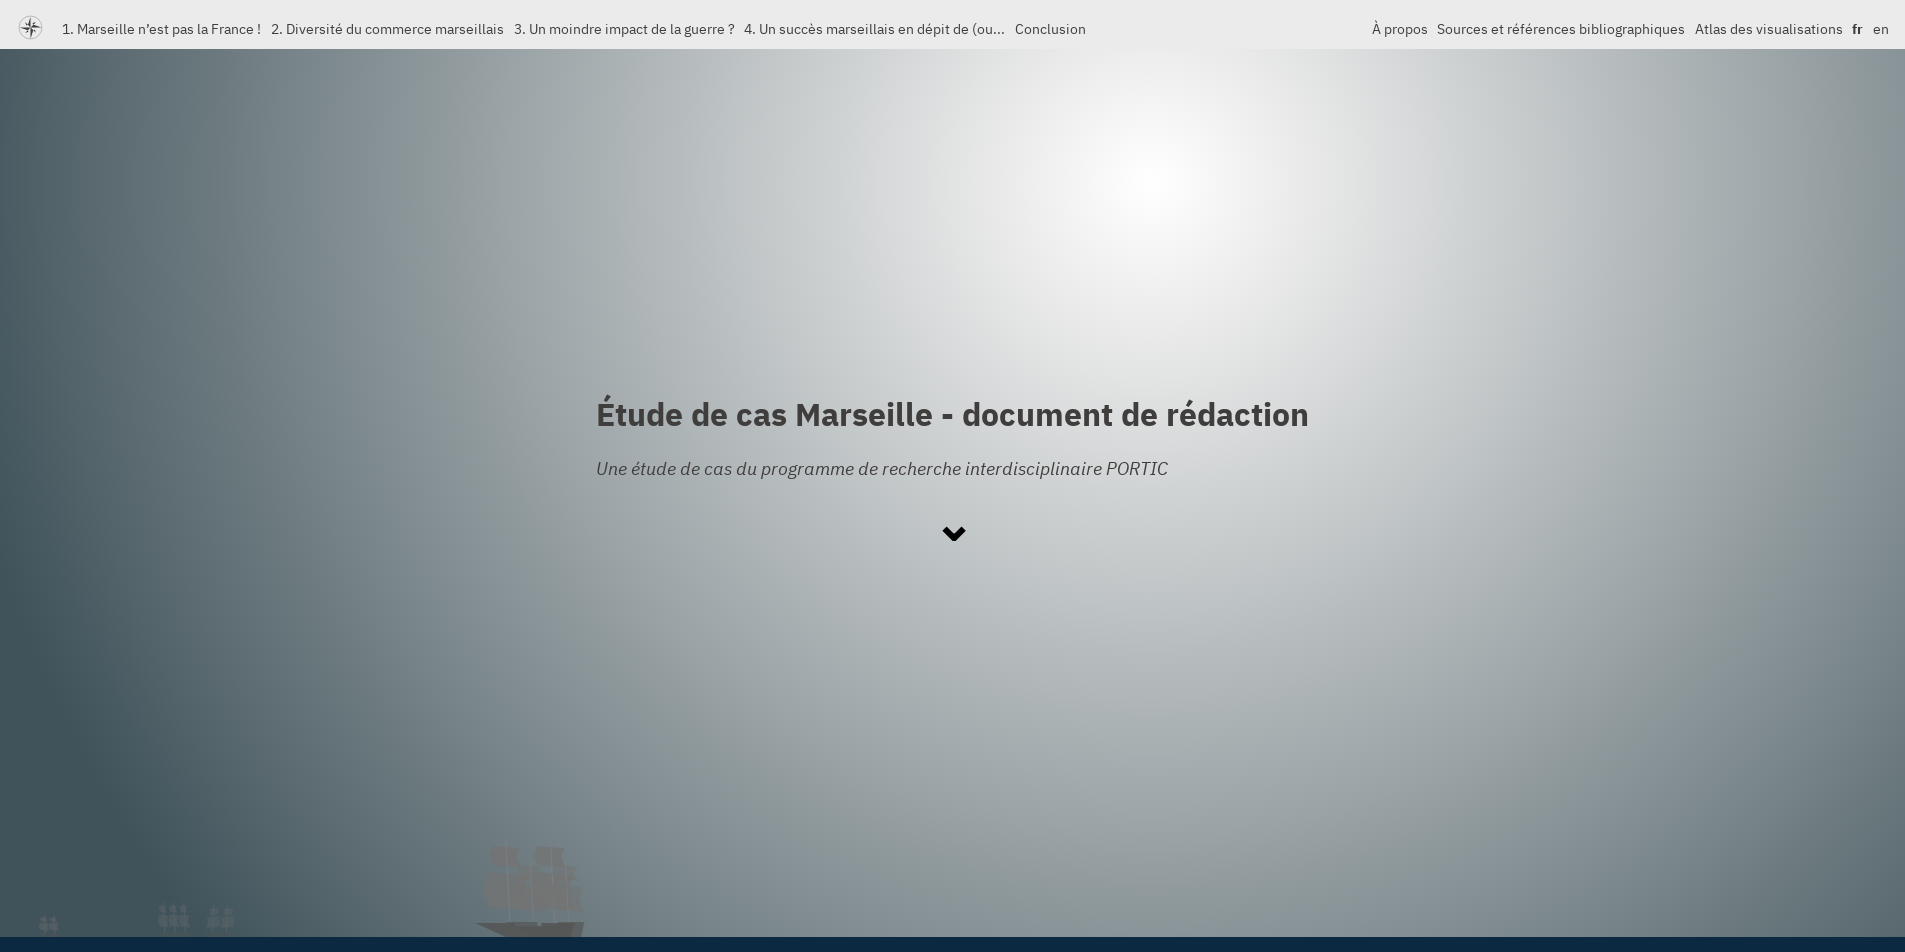 1. Marseille n’est pas la France ! 2. Diversité du commerce marseillais 3. Un moindre impact de la guerre ? 4. Un succès marseillais en dépit de (ou... Conclusion À propos Sources et références bibliographiques Atlas des visualisations fr en
Étude de cas Marseille - document de rédaction
Une étude de cas du programme de recherche interdisciplinaire PORTIC